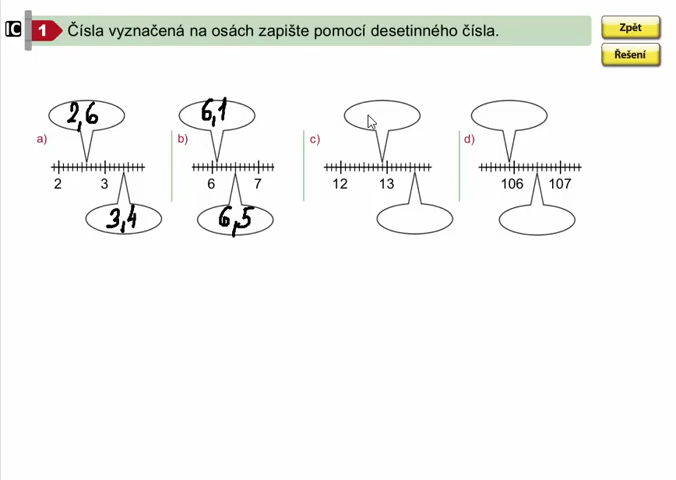 IC 1 Čísla vyznačená na osách zapište pomocí desetinného čísla. Zpět
Řešení
2,6 6,1
a) b) c) d)
2 3 6 7 12 13 106 107
3,4 6,5